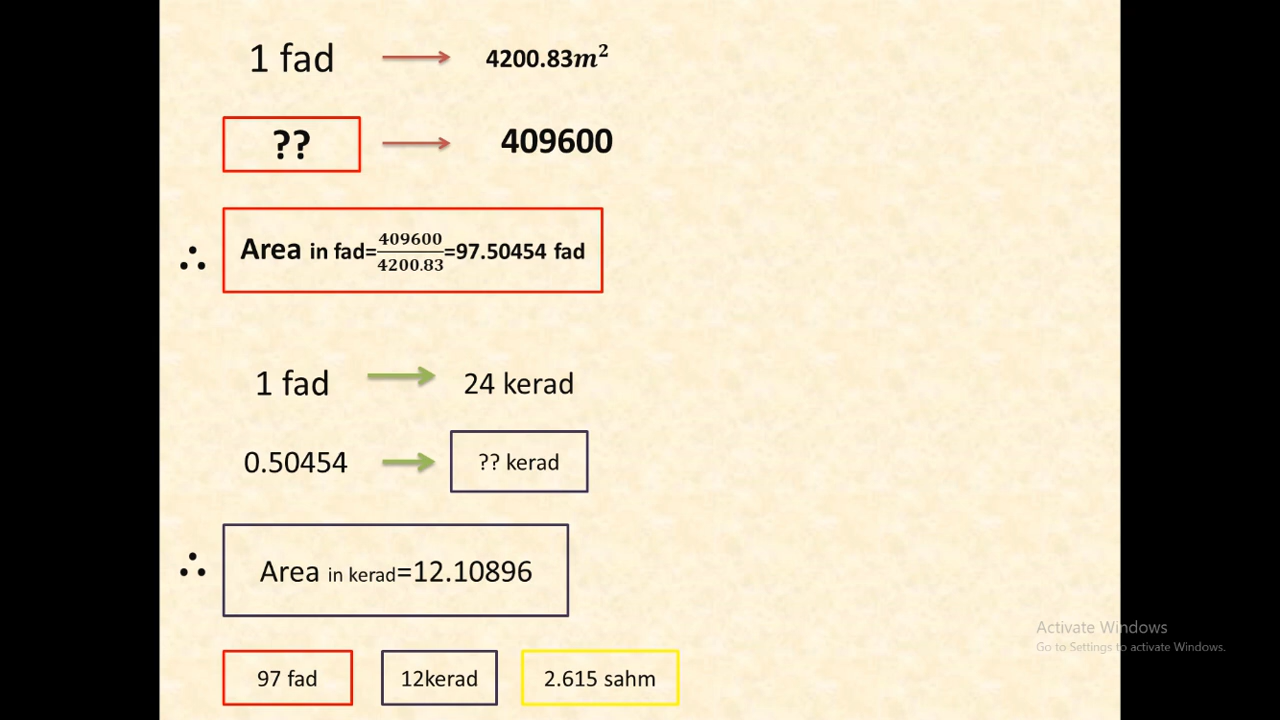 1 fad → 4200.83m²
?? → 409600
∴ Area in fad=409600/4200.83=97.50454 fad
1 fad → 24 kerad
0.50454 → ?? kerad
∴ Area in kerad=12.10896
97 fad 12kerad 2.615 sahm
Activate Windows
Go to Settings to activate Windows.